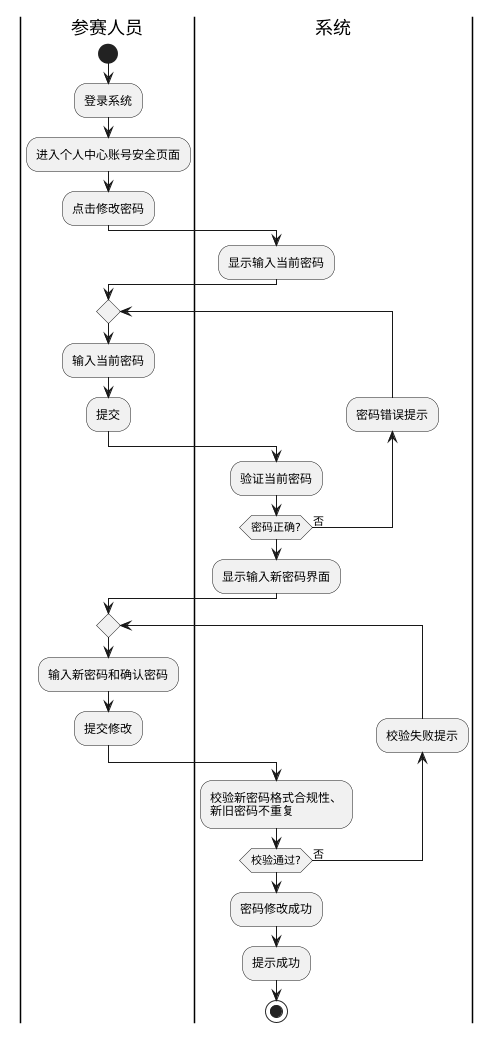 参赛人员
系统
登录系统
进入个人中心账号安全页面
点击修改密码
显示输入当前密码
输入当前密码
提交
密码错误提示
验证当前密码
密码正确?
否
显示输入新密码界面
输入新密码和确认密码
提交修改
校验失败提示
校验新密码格式合规性、
新旧密码不重复
校验通过?
否
密码修改成功
提示成功